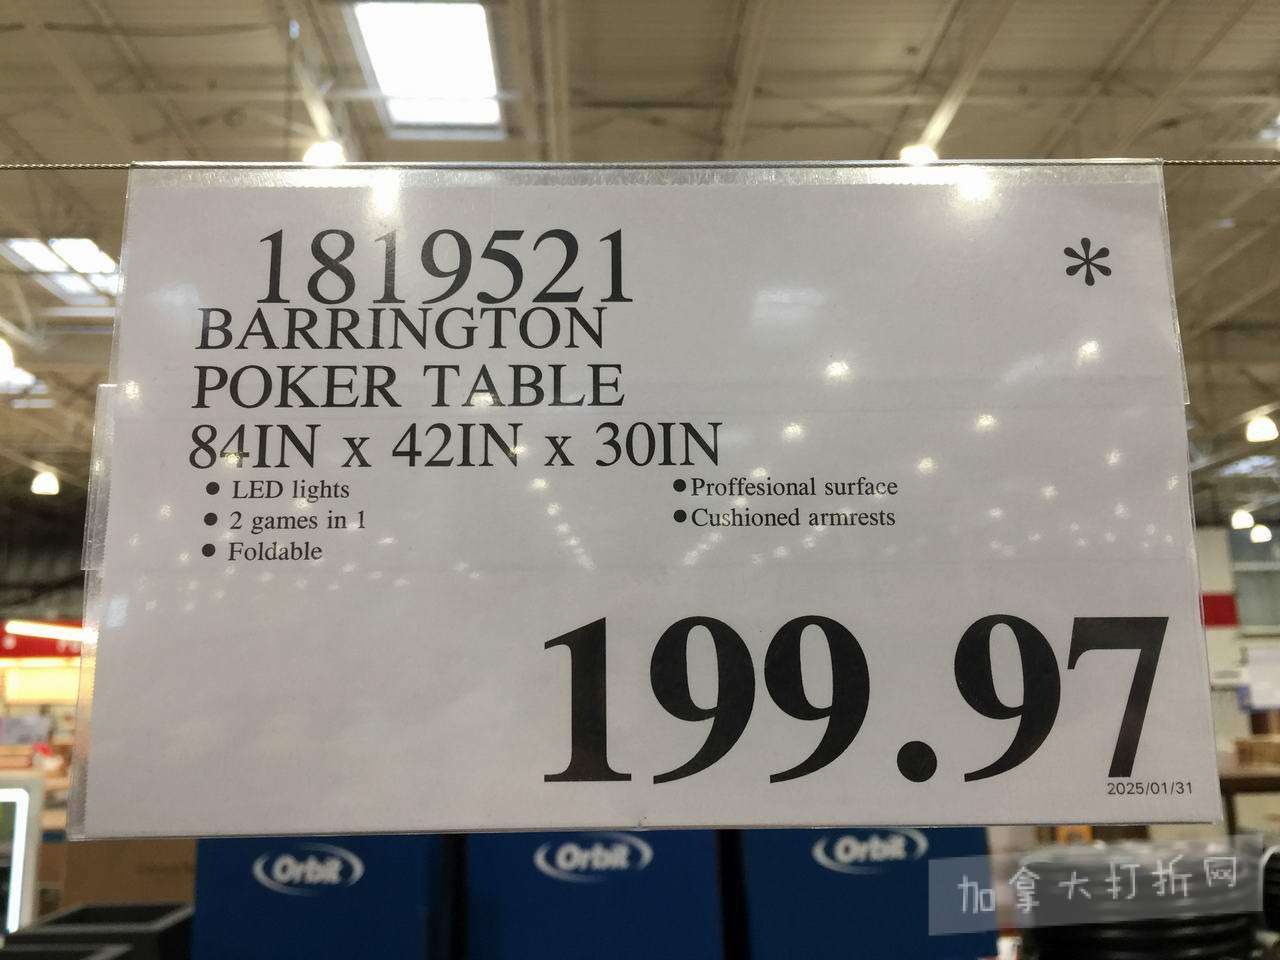 1819521
*
BARRINGTON
POKER TABLE
84IN x 42IN x 30IN
● LED lights
● 2 games in 1
● Foldable
●Proffesional surface
●Cushioned armrests
199.97
2025/01/31
Orbit
Orbit
Orbit
加拿大打折网